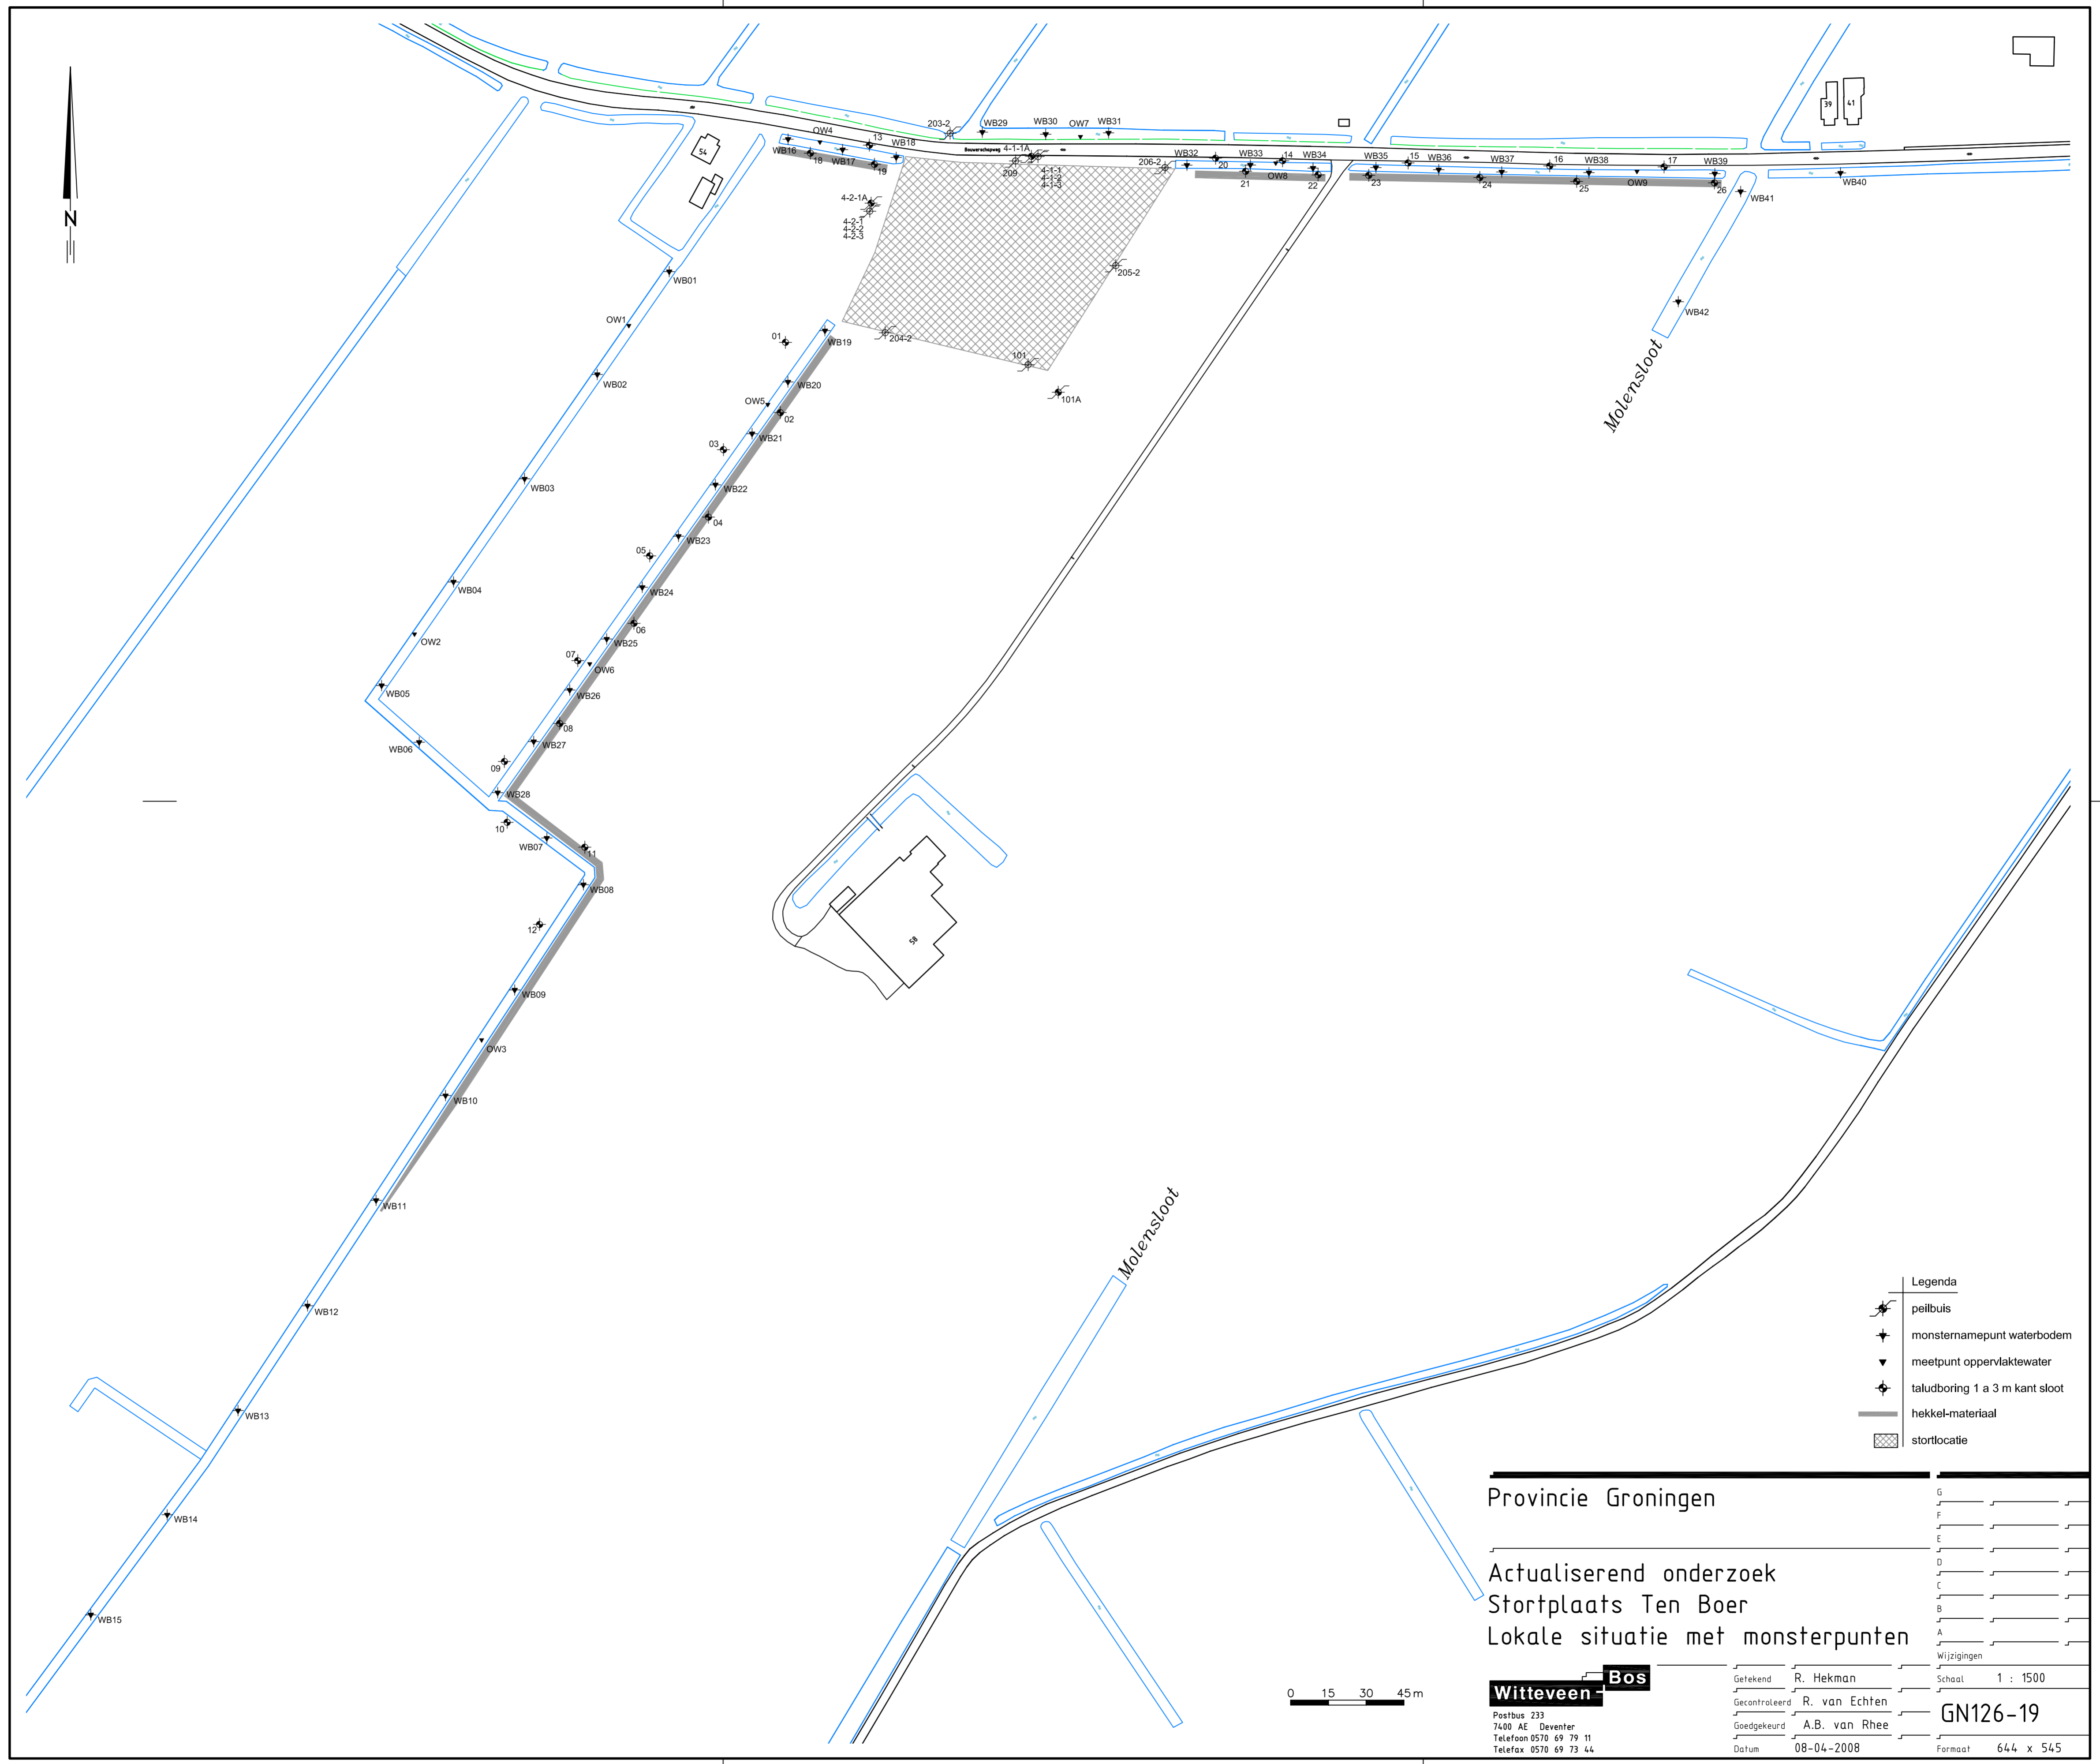 N
54
39
41
203-2
WB29
WB30
OW7
WB31
WB16
OW4
18
WB17
13
19
WB18
Bouwerschapweg
4-1-1A
209
4-1-1
4-1-2
4-1-3
206-2
WB32
20
WB33
21
OW8
14
WB34
22
WB35
23
15
WB36
WB37
24
16
25
WB38
OW9
17
WB39
26
WB40
WB41
WB42
Molensloot
4-2-1A
4-2-1
4-2-2
4-2-3
205-2
204-2
101
101A
WB01
OW1
WB02
WB03
WB04
OW2
WB05
WB06
01
WB19
WB20
OW5
02
WB21
03
WB22
04
WB23
05
WB24
06
WB25
07
OW6
WB26
08
WB27
09
WB28
10
WB07
11
WB08
12
WB09
OW3
WB10
WB11
WB12
WB13
WB14
WB15
58
Molensloot
Legenda
peilbuis
monsternamepunt waterbodem
meetpunt oppervlaktewater
taludboring 1 a 3 m kant sloot
hekkel-materiaal
stortlocatie
Provincie Groningen
Actualiserend onderzoek
Stortplaats Ten Boer
Lokale situatie met monsterpunten
G
F
E
D
C
B
A
Wijzigingen
Witteveen Bos
Postbus 233
7400 AE Deventer
Telefoon 0570 69 79 11
Telefax 0570 69 73 44
Getekend R. Hekman
Gecontroleerd R. van Echten
Goedgekeurd A.B. van Rhee
Datum 08-04-2008
Schaal 1 : 1500
GN126-19
Formaat 644 x 545
0 15 30 45 m